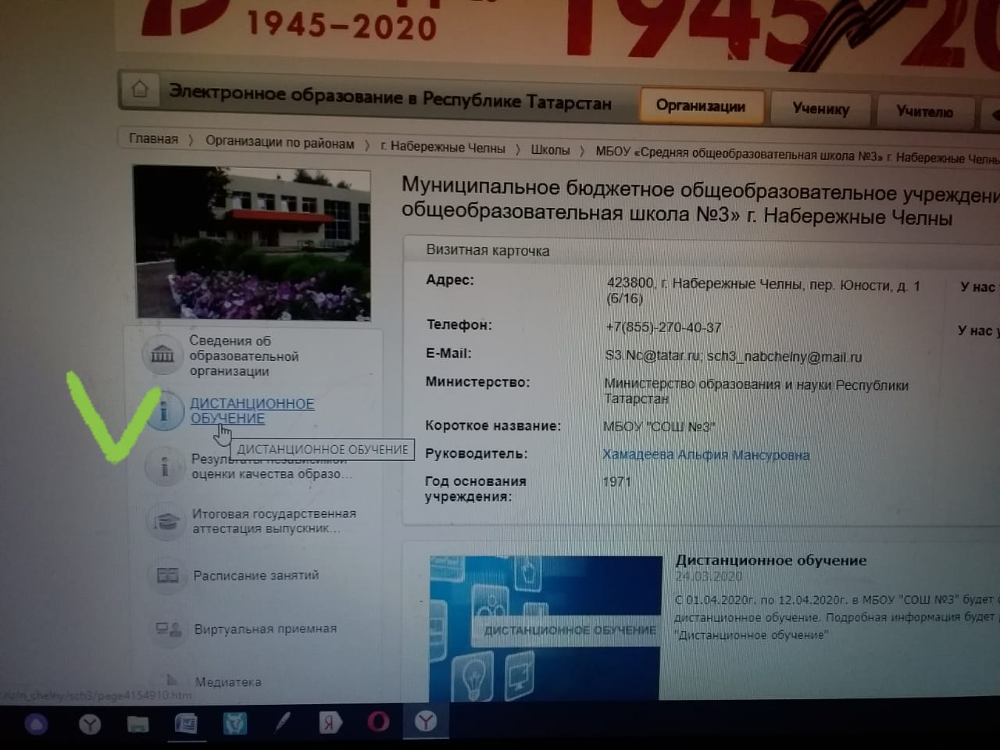 1945–2020
1945
20
Электронное образование в Республике Татарстан
Организации
Ученику
Учителю
Главная 〉 Организации по районам 〉 г. Набережные Челны 〉 Школы 〉 МБОУ «Средняя общеобразовательная школа №3» г. Набережные Челны
Муниципальное бюджетное общеобразовательное
общеобразовательная школа №3» г. Набережные Челны
Визитная карточка
Адрес:
423800, г. Набережные Челны, пер. Юности, д. 1
(6/16)
У нас
Телефон:
+7(855)-270-40-37
У нас
E-Mail:
S3.Nc@tatar.ru; sch3_nabchelny@mail.ru
Министерство:
Министерство образования и науки Республики
Татарстан
Короткое название:
МБОУ "СОШ №3"
Руководитель:
Хамадеева Альфия Мансуровна
Год основания
учреждения:
1971
Сведения об
образовательной
организации
ДИСТАНЦИОННОЕ
ОБУЧЕНИЕ
ДИСТАНЦИОННОЕ ОБУЧЕНИЕ
Результаты независимой
оценки качества образо...
Итоговая государственная
аттестация выпускник...
Расписание занятий
Виртуальная приемная
Медиатека
ДИСТАНЦИОННОЕ ОБУЧЕНИЕ
Дистанционное обучение
24.03.2020
С 01.04.2020г. по 12.04.2020г. в МБОУ "СОШ №3" будет
дистанционное обучение. Подробная информация будет
"Дистанционное обучение"
.ru/n_chelny/sch3/page4154910.htm